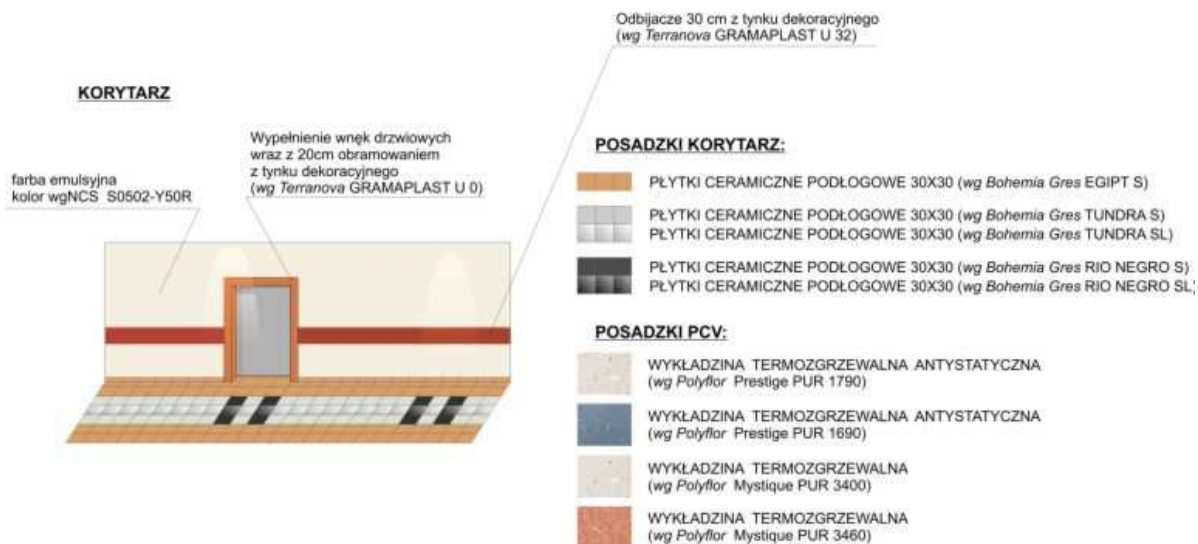 Odbijacze 30 cm z tynku dekoracyjnego
(wg Terranova GRAMAPLAST U 32)
KORYTARZ
Wypełnienie wnęk drzwiowych
wraz z 20cm obramowaniem
z tynku dekoracyjnego
(wg Terranova GRAMAPLAST U 0)
farba emulsyjna
kolor wgNCS S0502-Y50R
POSADZKI KORYTARZ:
PŁYTKI CERAMICZNE PODŁOGOWE 30X30 (wg Bohemia Gres EGIPT S)
PŁYTKI CERAMICZNE PODŁOGOWE 30X30 (wg Bohemia Gres TUNDRA S)
PŁYTKI CERAMICZNE PODŁOGOWE 30X30 (wg Bohemia Gres TUNDRA SL)
PŁYTKI CERAMICZNE PODŁOGOWE 30X30 (wg Bohemia Gres RIO NEGRO S)
PŁYTKI CERAMICZNE PODŁOGOWE 30X30 (wg Bohemia Gres RIO NEGRO SL)
POSADZKI PCV:
WYKŁADZINA TERMOZGRZEWALNA ANTYSTATYCZNA
(wg Polyflor Prestige PUR 1790)
WYKŁADZINA TERMOZGRZEWALNA ANTYSTATYCZNA
(wg Polyflor Prestige PUR 1690)
WYKŁADZINA TERMOZGRZEWALNA
(wg Polyflor Mystique PUR 3400)
WYKŁADZINA TERMOZGRZEWALNA
(wg Polyflor Mystique PUR 3460)